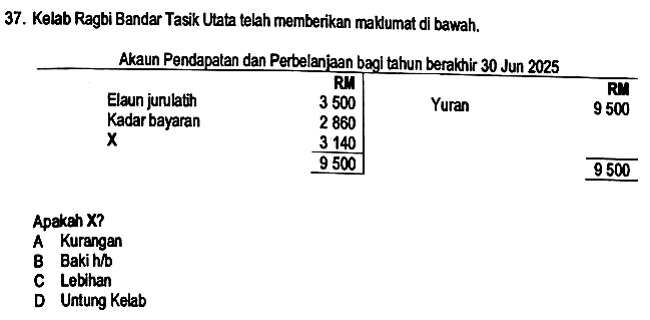 37. Kelab Ragbi Bandar Tasik Utata telah memberikan maklumat di bawah.
Akaun Pendapatan dan Perbelanjaan bagi tahun berakhir 30 Jun 2025
RM RM
Elaun jurulatih 3 500 Yuran 9 500
Kadar bayaran 2 860
X 3 140
9 500 9 500
Apakah X?
A Kurangan
B Baki h/b
C Lebihan
D Untung Kelab